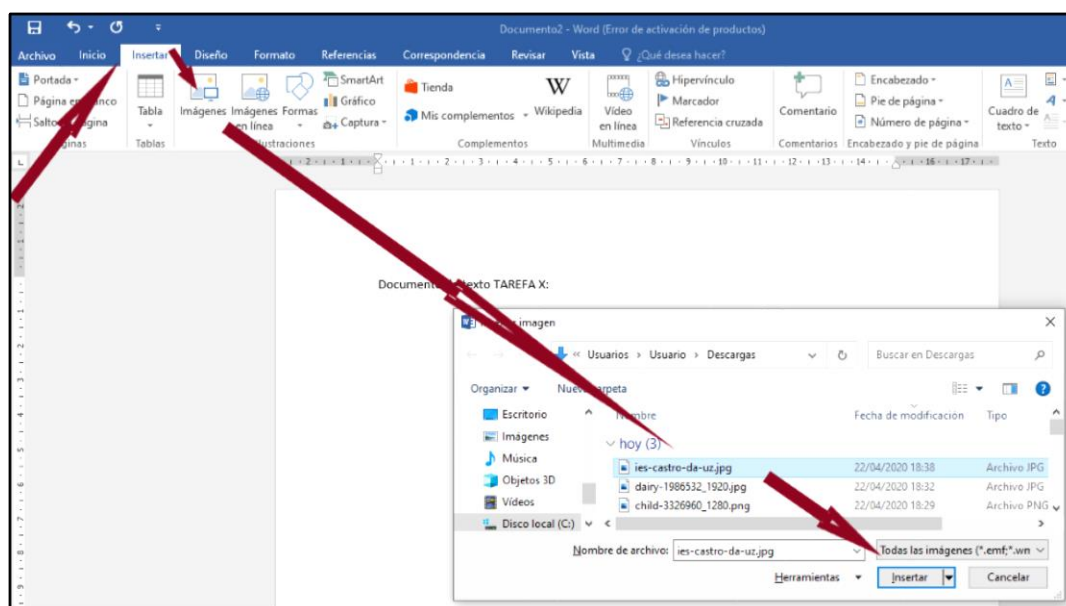 Documento2 - Word (Error de activación de productos)
Archivo Inicio Insertar Diseño Formato Referencias Correspondencia Revisar Vista ¿Qué desea hacer?
Portada
Página en blanco
Salto página
Tabla
Tablas
Imágenes
Imágenes en línea
Formas
SmartArt
Gráfico
Captura
Tienda
Mis complementos
Wikipedia
Complementos
Vídeo
en línea
Multimedia
Hipervínculo
Marcador
Referencia cruzada
Vínculos
Comentario
Comentarios
Encabezado
Pie de página
Número de página
Encabezado y pie de página
Cuadro de
texto
Texto
TAREFA X:
imagen
« Usuarios > Usuario > Descargas
Buscar en Descargas
Organizar
Escritorio
Imágenes
Música
Objetos 3D
Vídeos
Disco local (C:)
Fecha de modificación Tipo
hoy (3)
ies-castro-da-uz.jpg 22/04/2020 18:38 Archivo JPG
dairy-1986532_1920.jpg 22/04/2020 18:32 Archivo JPG
child-3326960_1280.png 22/04/2020 18:29 Archivo PNG
Nombre de archivo: ies-castro-da-uz.jpg Todas las imágenes (*.emf;*.wn
Herramientas Insertar Cancelar